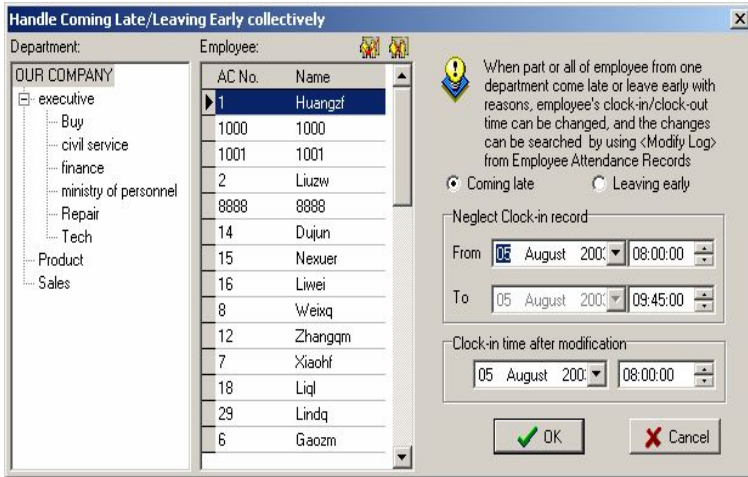 Handle Coming Late/Leaving Early collectively
Department:
OUR COMPANY
executive
Buy
civil service
finance
ministry of personnel
Repair
Tech
Product
Sales
Employee:
AC No. Name
1 Huangzf
1000 1000
1001 1001
2 Liuzw
8888 8888
14 Dujun
15 Nexuer
16 Liwei
8 Weixq
12 Zhangqm
7 Xiaohf
18 Liql
29 Lindq
6 Gaozm
When part or all of employee from one
department come late or leave early with
reasons, employee's clock-in/clock-out
time can be changed, and the changes
can be searched by using <Modify Log>
from Employee Attendance Records
Coming late Leaving early
Neglect Clock-in record
From 05 August 200 08:00:00
To 05 August 200 09:45:00
Clock-in time after modification
05 August 200 08:00:00
OK Cancel